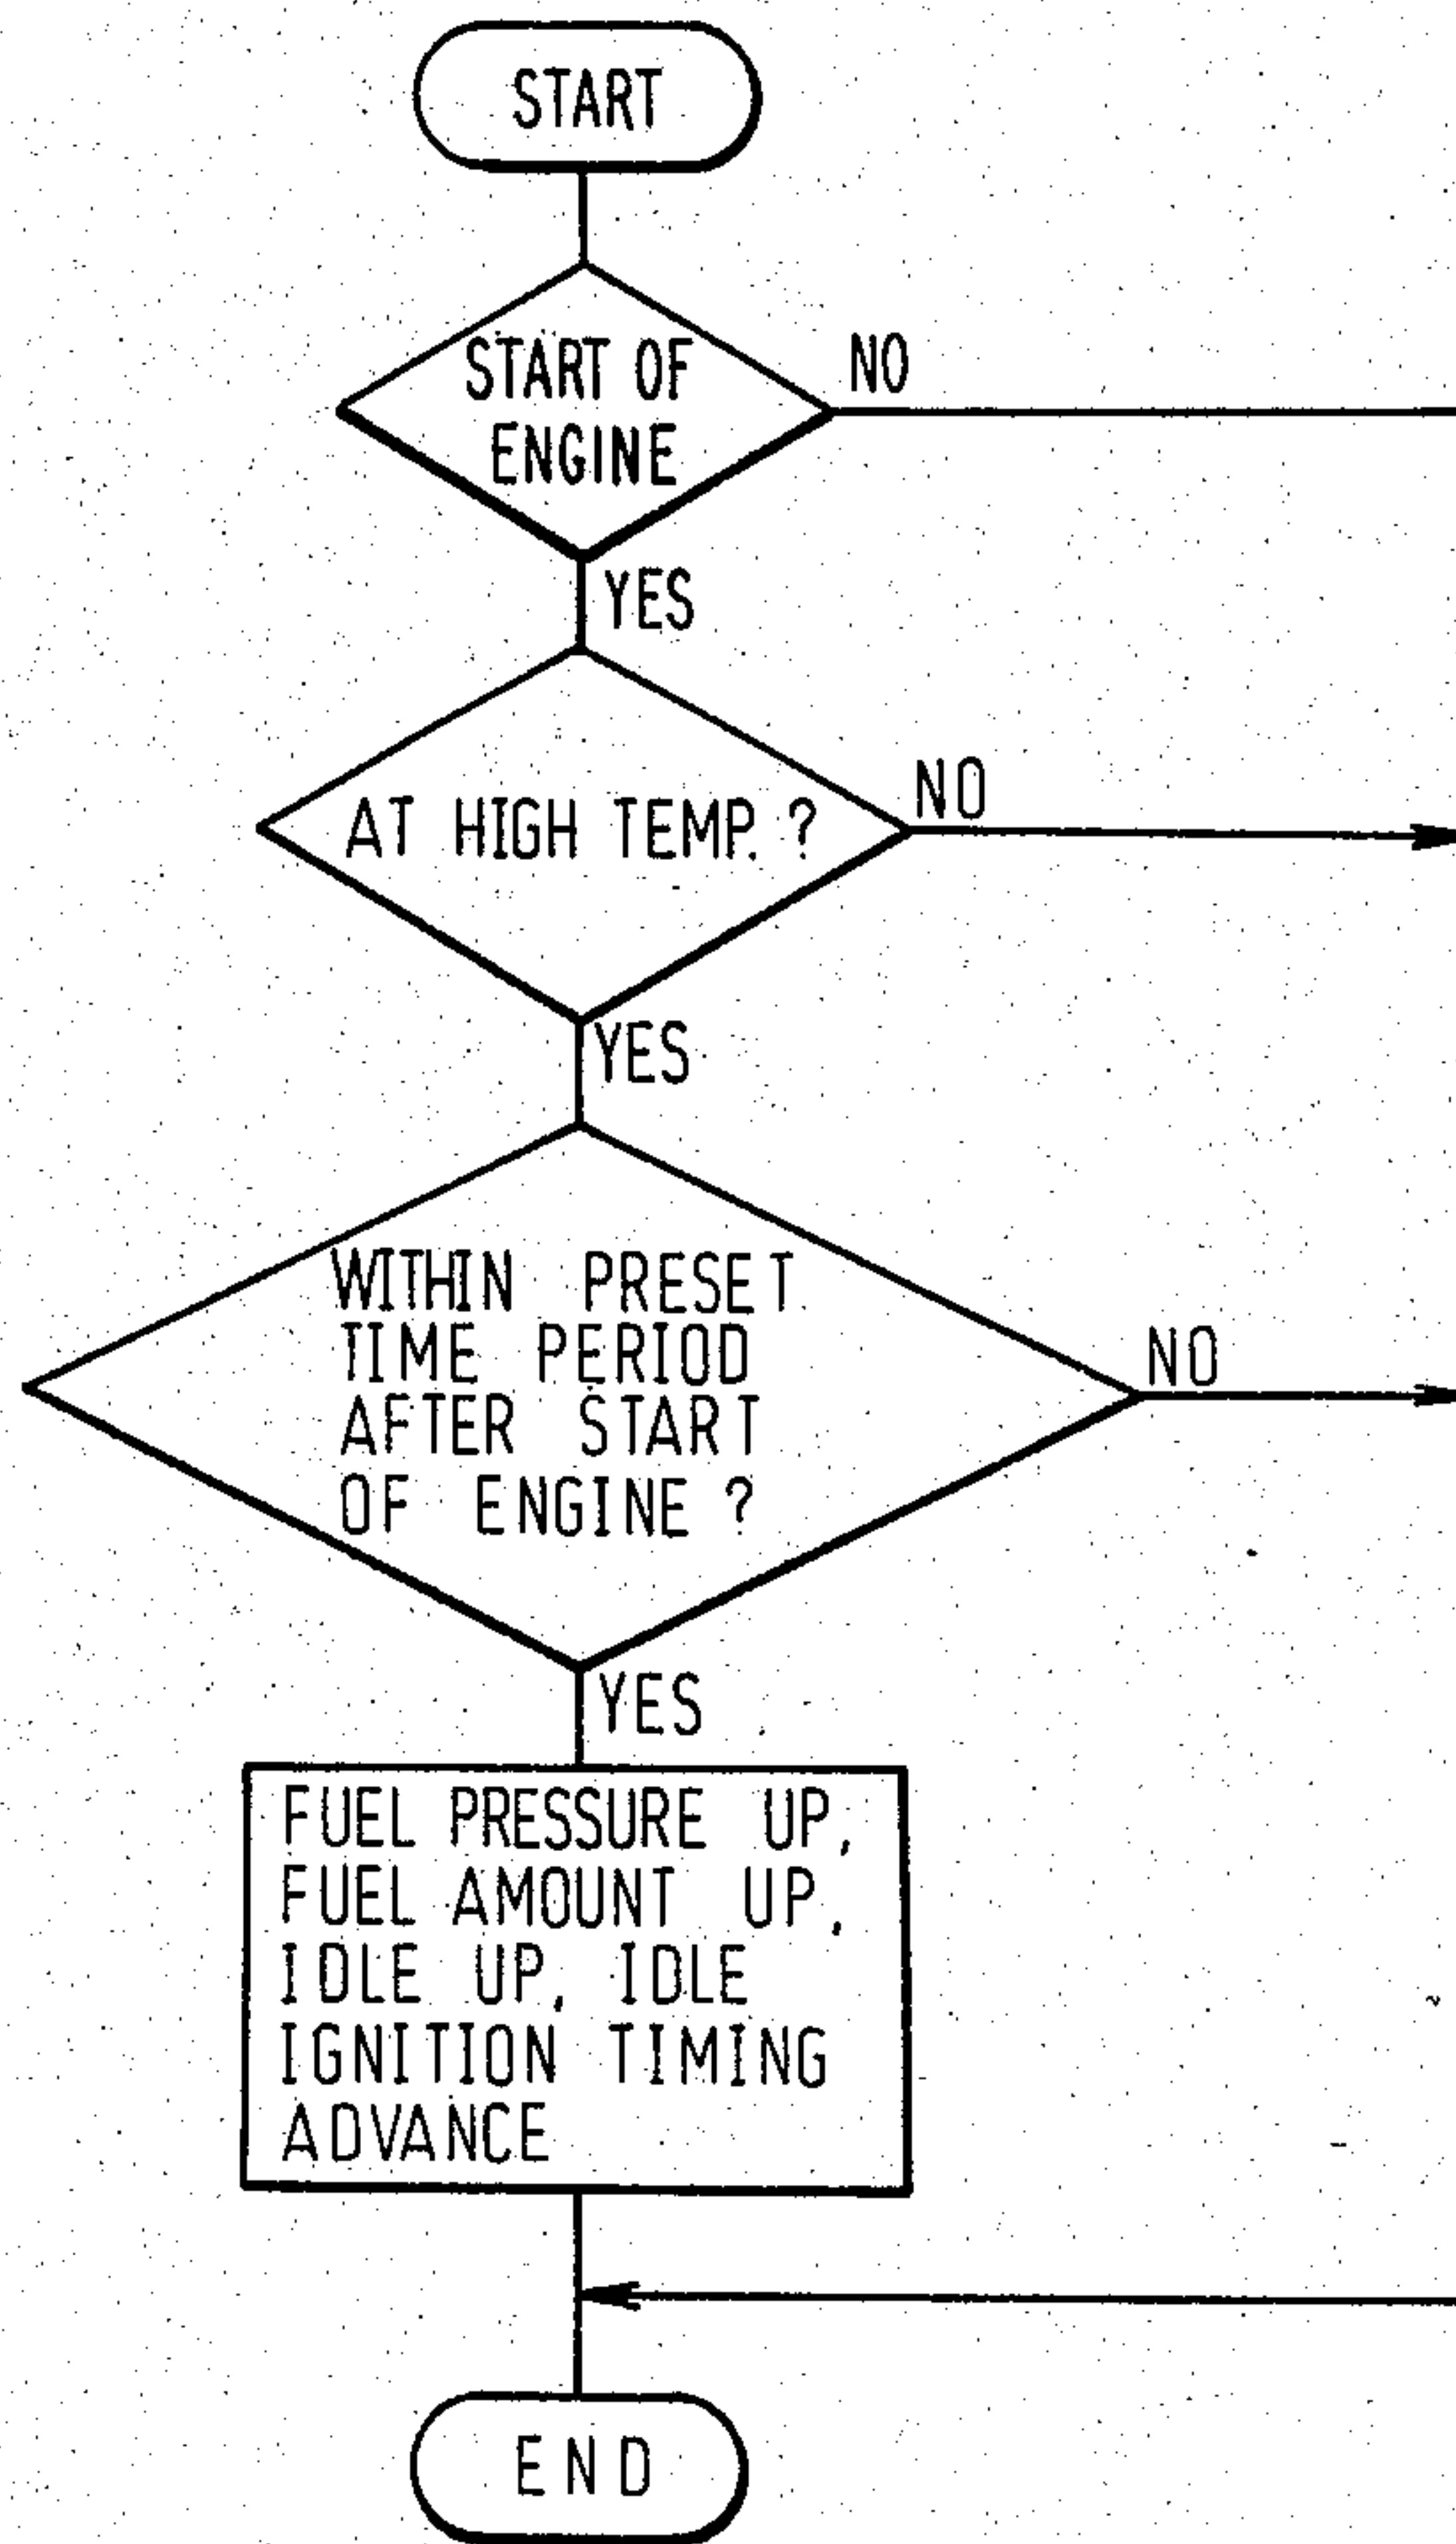 START
START OF
ENGINE
NO
YES
AT HIGH TEMP. ?
NO
YES
WITHIN PRESET
TIME PERIOD
AFTER START
OF ENGINE ?
NO
YES
FUEL PRESSURE UP,
FUEL AMOUNT UP,
IDLE UP, IDLE
IGNITION TIMING
ADVANCE
END